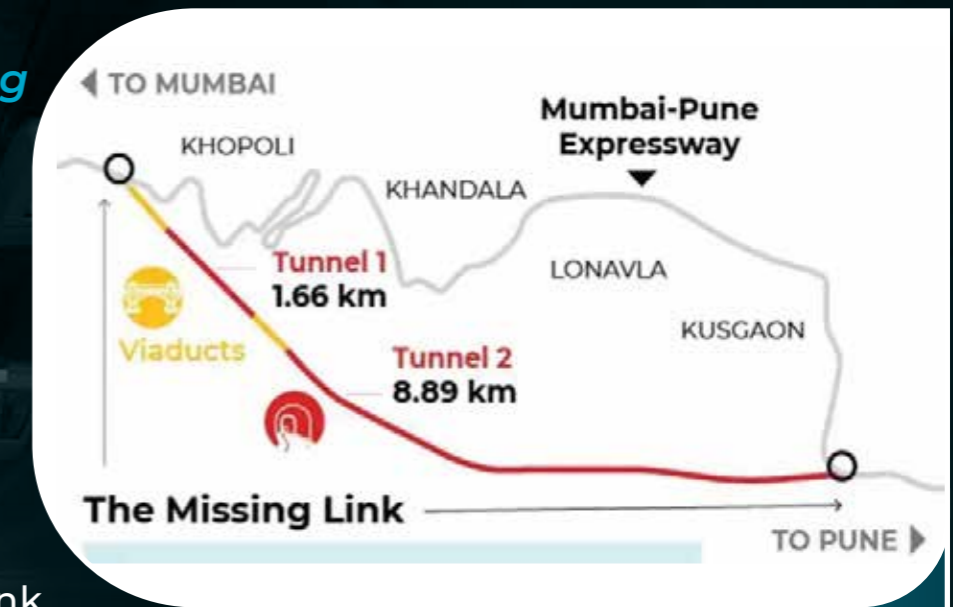 g
TO MUMBAI
Mumbai-Pune
Expressway
KHOPOLI
KHANDALA
Tunnel 1
1.66 km
LONAVLA
Viaducts
KUSGAON
Tunnel 2
8.89 km
The Missing Link
TO PUNE
nk